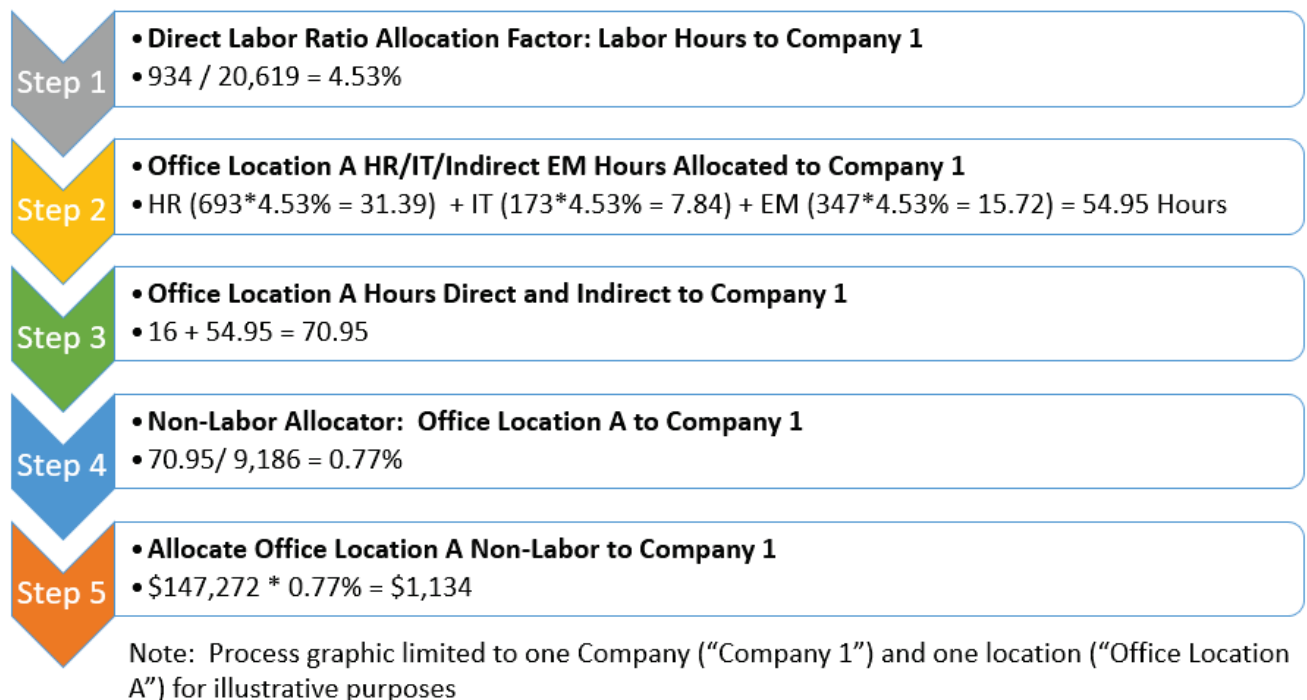 Step 1
• Direct Labor Ratio Allocation Factor: Labor Hours to Company 1
• 934 / 20,619 = 4.53%
Step 2
• Office Location A HR/IT/Indirect EM Hours Allocated to Company 1
• HR (693*4.53% = 31.39)  + IT (173*4.53% = 7.84) + EM (347*4.53% = 15.72) = 54.95 Hours
Step 3
• Office Location A Hours Direct and Indirect to Company 1
• 16 + 54.95 = 70.95
Step 4
• Non-Labor Allocator:  Office Location A to Company 1
• 70.95/ 9,186 = 0.77%
Step 5
• Allocate Office Location A Non-Labor to Company 1
• $147,272 * 0.77% = $1,134
Note:  Process graphic limited to one Company (“Company 1”) and one location (“Office Location
A”) for illustrative purposes